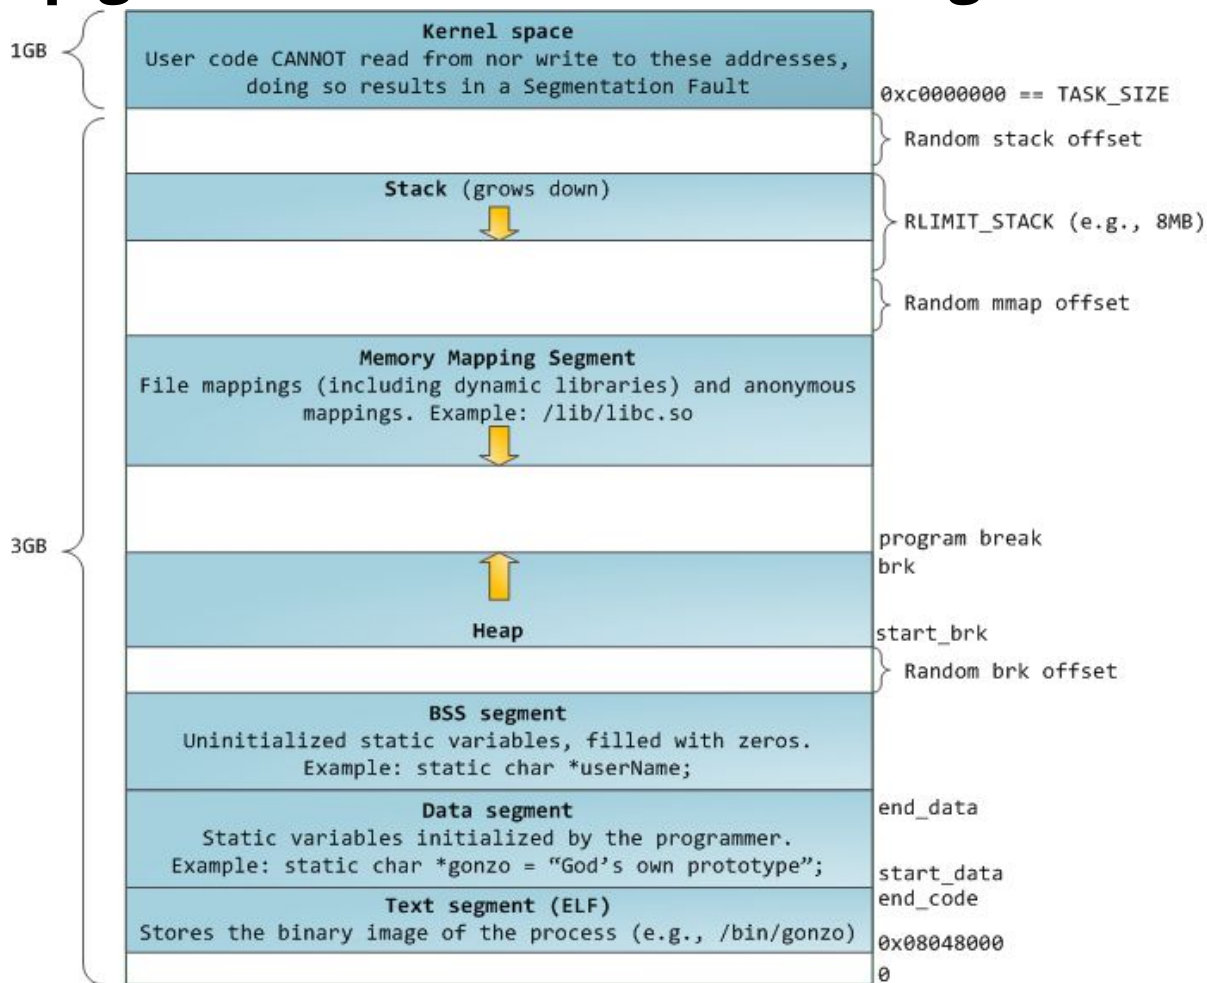 1GB
Kernel space
User code CANNOT read from nor write to these addresses,
doing so results in a Segmentation Fault
0xc0000000 == TASK_SIZE
Random stack offset
Stack (grows down)
RLIMIT_STACK (e.g., 8MB)
Random mmap offset
Memory Mapping Segment
File mappings (including dynamic libraries) and anonymous
mappings. Example: /lib/libc.so
3GB
program break
brk
Heap
start_brk
Random brk offset
BSS segment
Uninitialized static variables, filled with zeros.
Example: static char *userName;
Data segment
Static variables initialized by the programmer.
Example: static char *gonzo = “God’s own prototype”;
end_data
start_data
Text segment (ELF)
Stores the binary image of the process (e.g., /bin/gonzo)
end_code
0x08048000
0